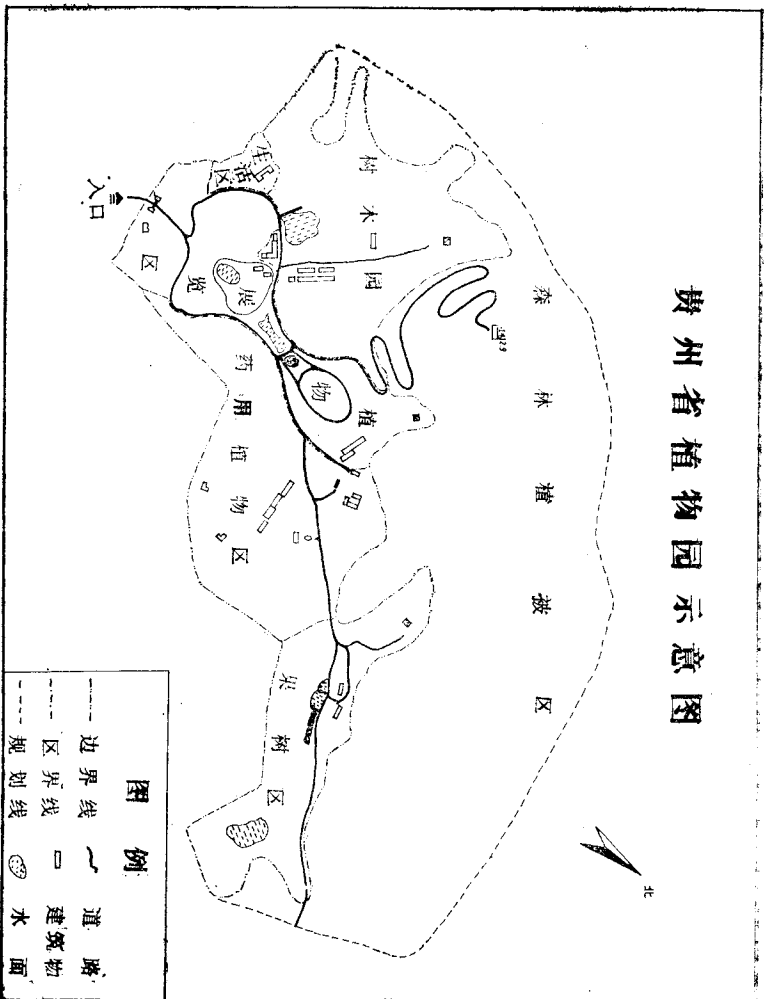 贵州省植物园示意图
北
森林植被区
树木园
生活区
入口
植物展览区
药用植物区
果树区
图例
边界线
道路
区界线
建筑物
规划线
水面